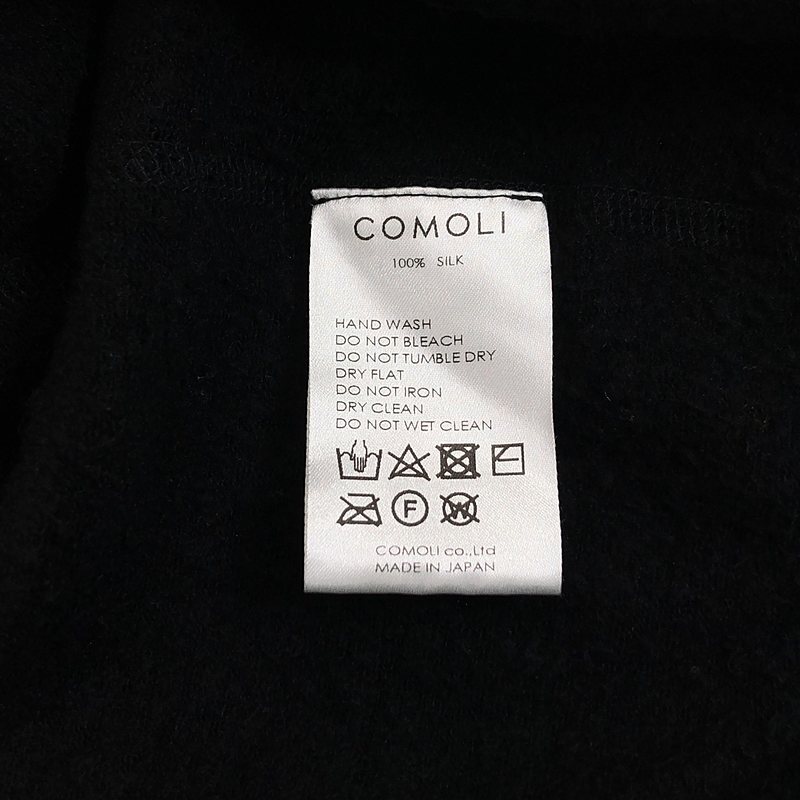 COMOLI
100% SILK
HAND WASH
DO NOT BLEACH
DO NOT TUMBLE DRY
DRY FLAT
DO NOT IRON
DRY CLEAN
DO NOT WET CLEAN
F W
COMOLI co.,Ltd
MADE IN JAPAN